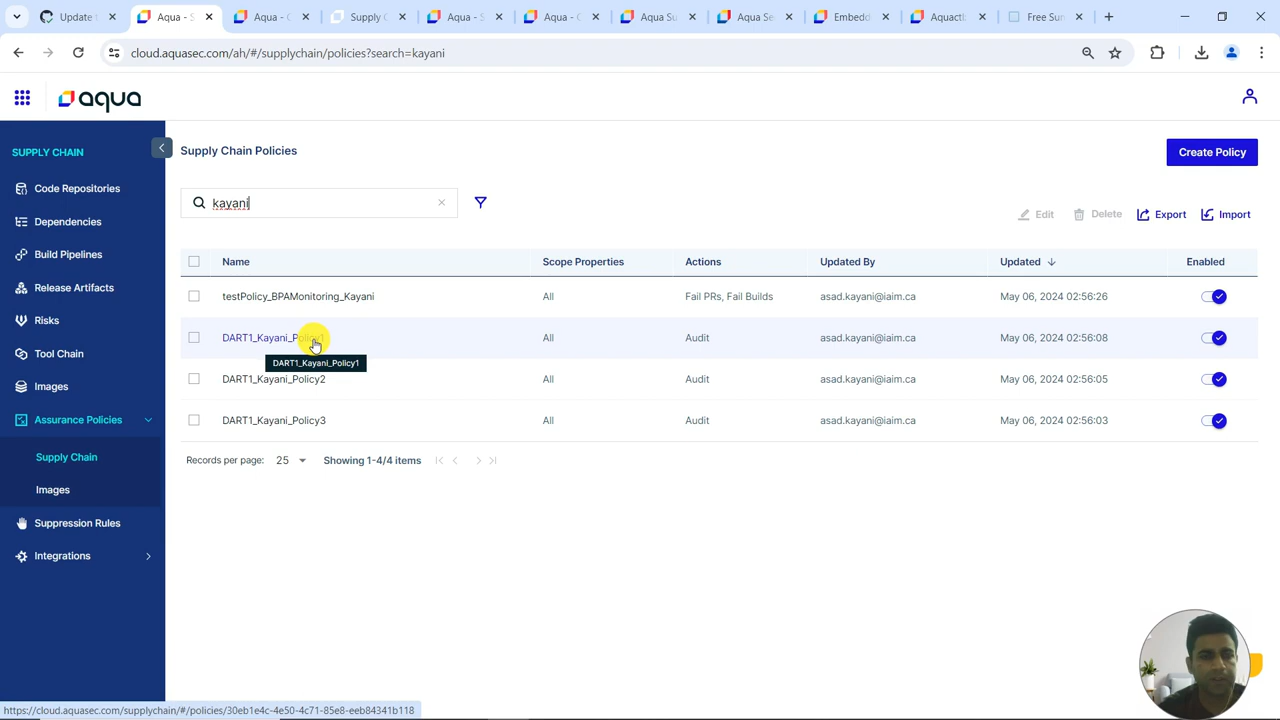 Update
Aqua - S
Aqua - C
Supply C
Aqua - S
Aqua -
Aqua Su
Aqua Se
Embedd
Aquact
Free Sun
cloud.aquasec.com/ah/#/supplychain/policies?search=kayani
aqua
SUPPLY CHAIN
Code Repositories
Dependencies
Build Pipelines
Release Artifacts
Risks
Tool Chain
Images
Assurance Policies
Supply Chain
Images
Suppression Rules
Integrations
Supply Chain Policies
Create Policy
kayani
Edit Delete Export Import
Name Scope Properties Actions Updated By Updated Enabled
testPolicy_BPAMonitoring_Kayani All Fail PRs, Fail Builds asad.kayani@iaim.ca May 06, 2024 02:56:26
DART1_Kayani_Policy1 All Audit asad.kayani@iaim.ca May 06, 2024 02:56:08
DART1_Kayani_Policy1
DART1_Kayani_Policy2 All Audit asad.kayani@iaim.ca May 06, 2024 02:56:05
DART1_Kayani_Policy3 All Audit asad.kayani@iaim.ca May 06, 2024 02:56:03
Records per page: 25 Showing 1-4/4 items
https://cloud.aquasec.com/supplychain/#/policies/30eb1e4c-4e50-4c71-85e8-eeb84341b118